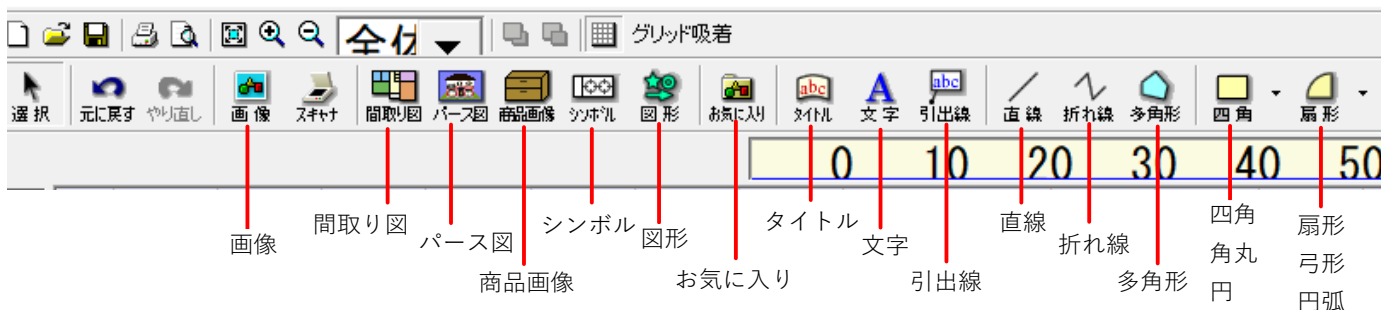 全体 グリッド吸着
選択 元に戻す やり直し 画像 スキャナ 間取り図 パース図 商品画像 シンボル 図形 お気に入り タイトル 文字 引出線 直線 折れ線 多角形 四角 扇形
0 10 20 30 40 50
画像 間取り図 パース図 商品画像 シンボル 図形 お気に入り タイトル 文字 引出線 直線 折れ線 多角形
四角
角丸
円
扇形
弓形
円弧